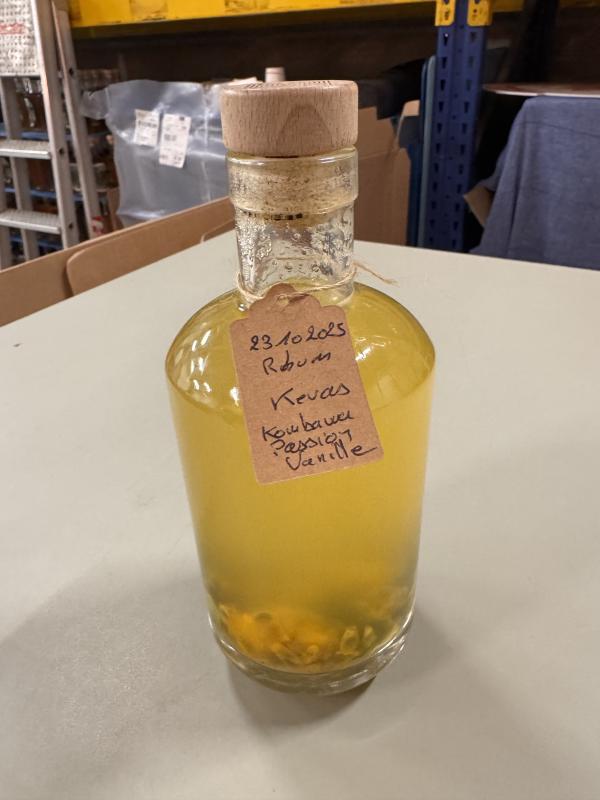 23 10 2025
Rhum
Kevas
Kombawa
Passion
Vanille